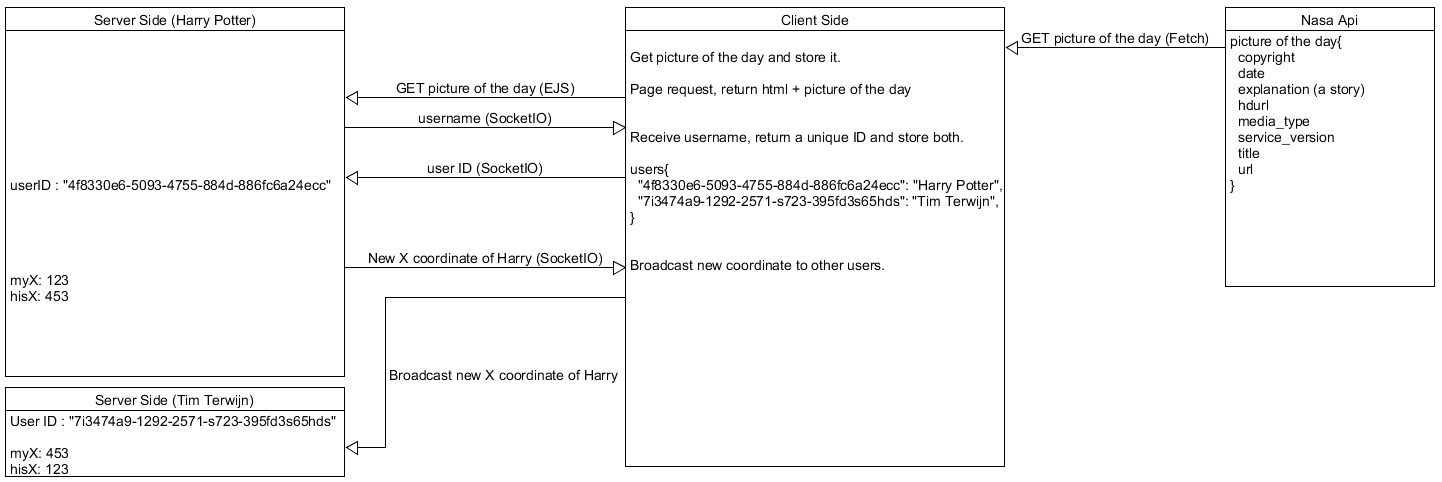 Server Side (Harry Potter)
userID : "4f8330e6-5093-4755-884d-886fc6a24ecc"
myX: 123
hisX: 453
Server Side (Tim Terwijn)
User ID : "7i3474a9-1292-2571-s723-395fd3s65hds"
myX: 453
hisX: 123
GET picture of the day (EJS)
username (SocketIO)
user ID (SocketIO)
New X coordinate of Harry (SocketIO)
Broadcast new X coordinate of Harry
Client Side
Get picture of the day and store it.
Page request, return html + picture of the day
Receive username, return a unique ID and store both.
users{
"4f8330e6-5093-4755-884d-886fc6a24ecc": "Harry Potter",
"7i3474a9-1292-2571-s723-395fd3s65hds": "Tim Terwijn",
}
Broadcast new coordinate to other users.
GET picture of the day (Fetch)
Nasa Api
picture of the day{
copyright
date
explanation (a story)
hdurl
media_type
service_version
title
url
}